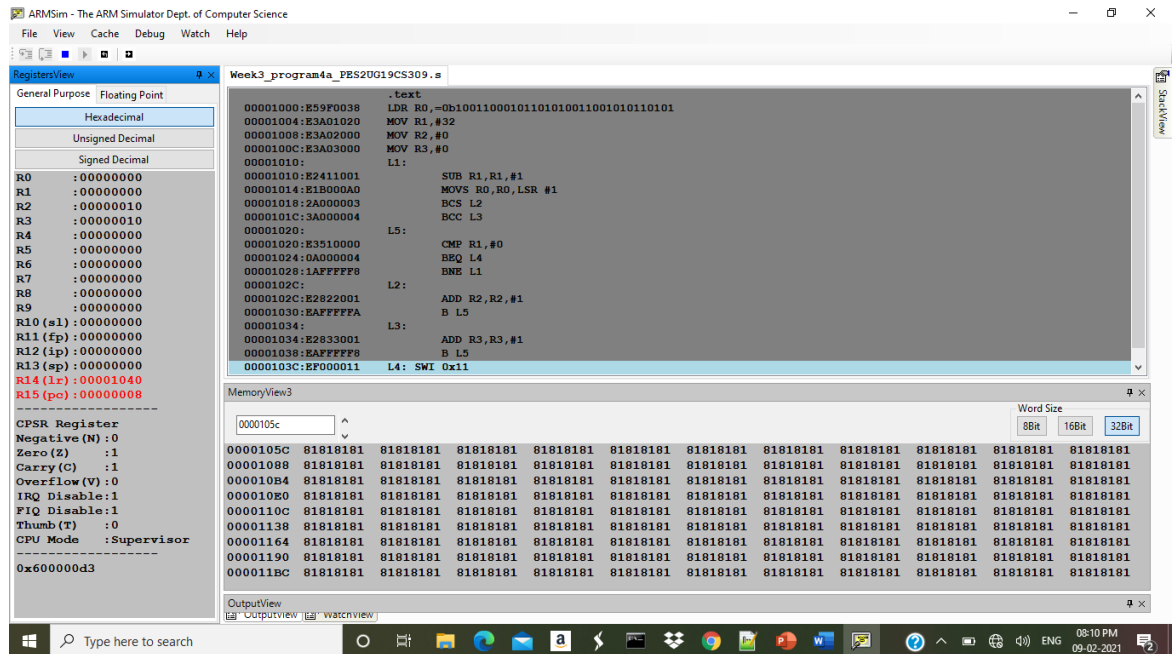 ARMSim - The ARM Simulator Dept. of Computer Science
File View Cache Debug Watch Help
RegistersView
General Purpose Floating Point
Hexadecimal
Unsigned Decimal
Signed Decimal
R0 :00000000
R1 :00000000
R2 :00000010
R3 :00000010
R4 :00000000
R5 :00000000
R6 :00000000
R7 :00000000
R8 :00000000
R9 :00000000
R10(sl):00000000
R11(fp):00000000
R12(ip):00000000
R13(sp):00000000
R14(lr):00001040
R15(pc):00000008
CPSR Register
Negative(N):0
Zero(Z) :1
Carry(C) :1
Overflow(V):0
IRQ Disable:1
FIQ Disable:1
Thumb(T) :0
CPU Mode :Supervisor
0x600000d3
Week3_program4a_PES2UG19CS309.s
.text
00001000:E59F0038 LDR R0,=0b10011000101101010011001010110101
00001004:E3A01020 MOV R1,#32
00001008:E3A02000 MOV R2,#0
0000100C:E3A03000 MOV R3,#0
00001010: L1:
00001010:E2411001 SUB R1,R1,#1
00001014:E1B000A0 MOVS R0,R0,LSR #1
00001018:2A000003 BCS L2
0000101C:3A000004 BCC L3
00001020: L5:
00001020:E3510000 CMP R1,#0
00001024:0A000004 BEQ L4
00001028:1AFFFFF8 BNE L1
0000102C: L2:
0000102C:E2822001 ADD R2,R2,#1
00001030:EAFFFFFA B L5
00001034: L3:
00001034:E2833001 ADD R3,R3,#1
00001038:EAFFFFF8 B L5
0000103C:EF000011 L4: SWI 0x11
StackView
MemoryView3
0000105c
Word Size
8Bit 16Bit 32Bit
0000105C 81818181 81818181 81818181 81818181 81818181 81818181 81818181 81818181 81818181 81818181 81818181
00001088 81818181 81818181 81818181 81818181 81818181 81818181 81818181 81818181 81818181 81818181 81818181
000010B4 81818181 81818181 81818181 81818181 81818181 81818181 81818181 81818181 81818181 81818181 81818181
000010E0 81818181 81818181 81818181 81818181 81818181 81818181 81818181 81818181 81818181 81818181 81818181
0000110C 81818181 81818181 81818181 81818181 81818181 81818181 81818181 81818181 81818181 81818181 81818181
00001138 81818181 81818181 81818181 81818181 81818181 81818181 81818181 81818181 81818181 81818181 81818181
00001164 81818181 81818181 81818181 81818181 81818181 81818181 81818181 81818181 81818181 81818181 81818181
00001190 81818181 81818181 81818181 81818181 81818181 81818181 81818181 81818181 81818181 81818181 81818181
000011BC 81818181 81818181 81818181 81818181 81818181 81818181 81818181 81818181 81818181 81818181 81818181
OutputView
OutputView WatchView
Type here to search
ENG
08:10 PM
09-02-2021
2